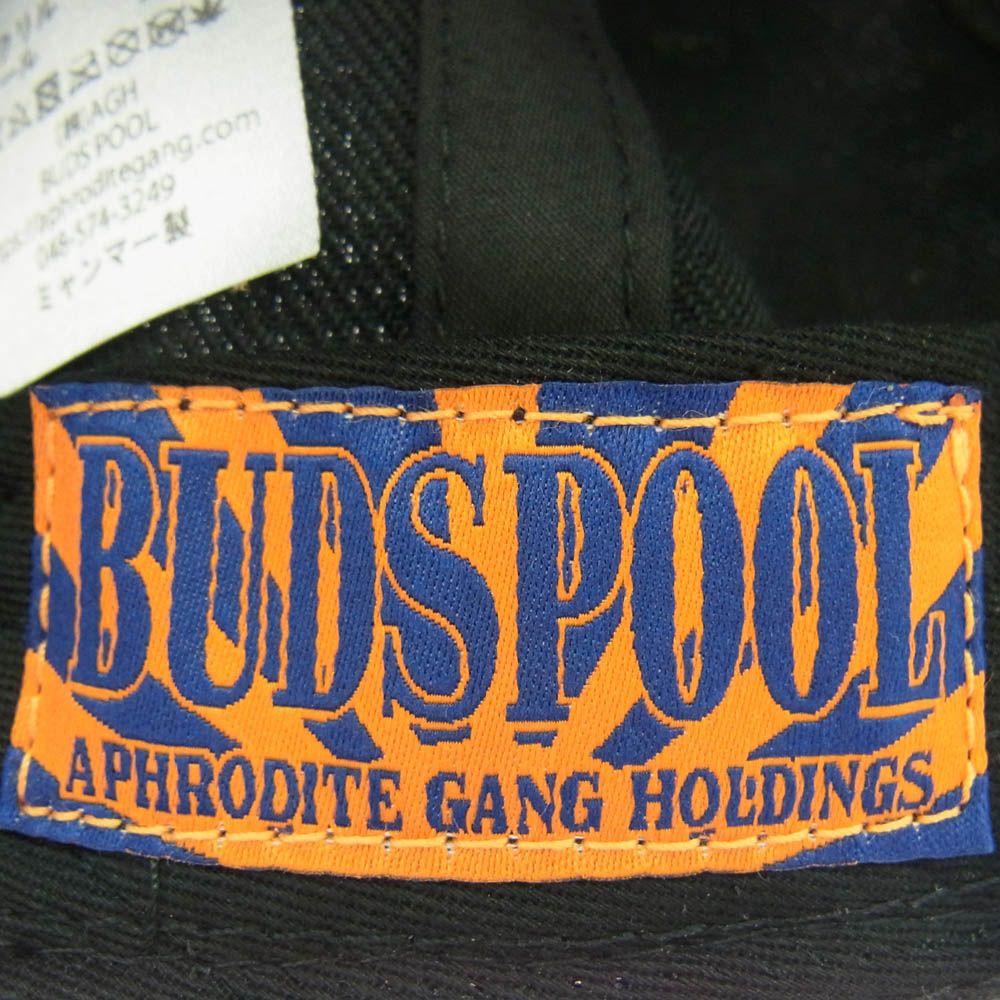 (株)AGH
BUDS POOL
aphroditegang.com
048-574-3249
ミャンマー製
BUDSPOOL
APHRODITE GANG HOLDINGS